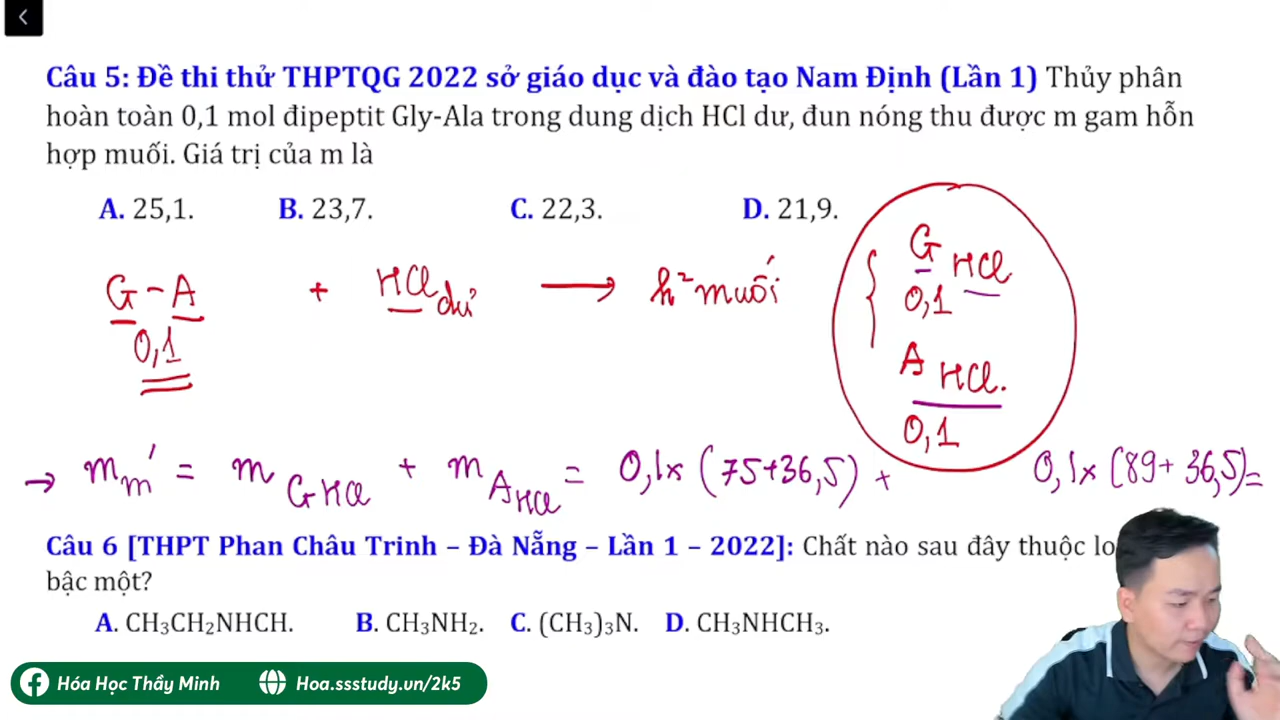 Câu 5: Đề thi thử THPTQG 2022 sở giáo dục và đào tạo Nam Định (Lần 1) Thủy phân
hoàn toàn 0,1 mol đipeptit Gly-Ala trong dung dịch HCl dư, đun nóng thu được m gam hỗn
hợp muối. Giá trị của m là
A. 25,1. B. 23,7. C. 22,3. D. 21,9.
G - A + HCl dư → h² muối { G HCl
0,1 0,1
A HCl.
0,1
→ m m' = m GHCl + m AHCl = 0,1x (75+36,5) + 0,1x (89+ 36,5) =
Câu 6 [THPT Phan Châu Trinh – Đà Nẵng – Lần 1 – 2022]: Chất nào sau đây thuộc lo
bậc một?
A. CH₃CH₂NHCH. B. CH₃NH₂. C. (CH₃)₃N. D. CH₃NHCH₃.
Hóa Học Thầy Minh Hoa.ssstudy.vn/2k5